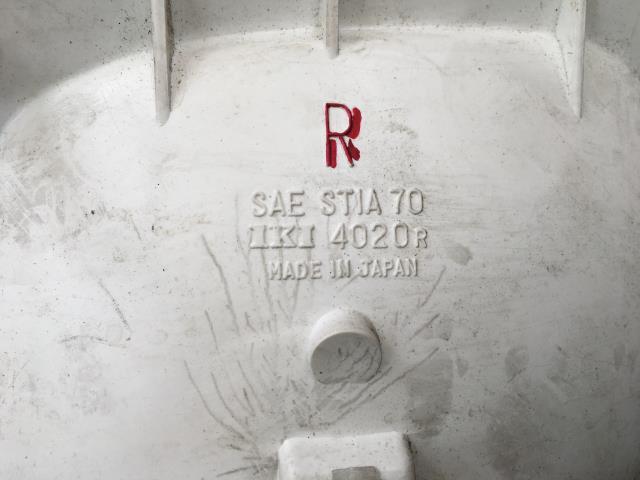 R
SAE STIA 70
IKI 4020R
MADE IN JAPAN